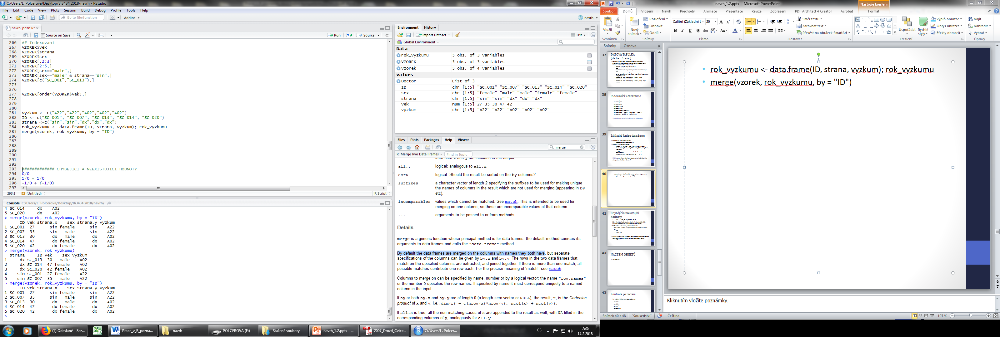 C:/Users/L. Polcerova/Desktop/Bi3434 2018/navrh - RStudio
File Edit Code View Plots Session Build Debug Profile Tools Help
Go to file/function Addins navrh
navrh_pozn.R*
Source on Save Run Source
266 ## Indexovani
267 VZOREK$vek
268 VZOREK$strana
269 VZOREK$sex
270 VZOREK[,2:3]
271 VZOREK[2:5,]
272 VZOREK[sex=="male",]
273 VZOREK[sex=="male" & strana=="sin",]
274 VZOREK[c("SC_001","SC_013"),]
275
276
277 VZOREK[order(VZOREK$vek),]
278
279
280
281 vyzkum <- c("A22","A22","A02","A02","A02")
282 ID <- c("SC_001", "SC_007", "SC_013", "SC_014", "SC_020")
283 strana <-c("sin","sin","dx","dx","dx")
284 rok_vyzkumu <- data.frame(ID, strana, vyzkum); rok_vyzkumu
285 merge(vzorek, rok_vyzkumu, by = "ID")
286
287
288
289
290
291
292
293 ############# CHYBEJICI A NEEXISTUJICI HODNOTY
294 0/0
295 1/0 + 1/0
296 -1/0 + (-1/0)
297
293:1 (Untitled) R Script
Console C:/Users/L. Polcerova/Desktop/Bi3434 2018/navrh/
4 SC_014 dx A02
5 SC_020 dx A02
> merge(vzorek, rok_vyzkumu, by = "ID")
ID vek strana.x sex strana.y vyzkum
1 SC_001 27 sin female sin A22
2 SC_007 35 sin male sin A22
3 SC_013 30 dx male dx A02
4 SC_014 47 dx female dx A02
5 SC_020 42 dx female dx A02
> merge(vzorek, rok_vyzkumu)
strana ID vek sex vyzkum
1 dx SC_013 30 male A02
2 dx SC_014 47 female A02
3 dx SC_020 42 female A02
4 sin SC_001 27 female A22
5 sin SC_007 35 male A22
> merge(vzorek, rok_vyzkumu, by = "ID")
ID vek strana.x sex strana.y vyzkum
1 SC_001 27 sin female sin A22
2 SC_007 35 sin male sin A22
3 SC_013 30 dx male dx A02
4 SC_014 47 dx female dx A02
5 SC_020 42 dx female dx A02
>
Environment History
Import Dataset List
Global Environment
Data
rok_vyzkumu 5 obs. of 3 variables
VZOREK 5 obs. of 3 variables
vzorek 5 obs. of 4 variables
Values
Doctor List of 3
ID chr [1:5] "SC_001" "SC_007" "SC_013" "SC_014" "SC_020"
sex chr [1:5] "female" "male" "male" "female" "female"
strana chr [1:5] "sin" "sin" "dx" "dx" "dx"
vek num [1:5] 27 35 30 47 42
vyzkum chr [1:5] "A22" "A22" "A02" "A02" "A02"
Files Plots Packages Help Viewer
merge
R: Merge Two Data Frames Find in Topic
from both x and y are included in the output.
all.y logical; analogous to all.x.
sort logical. Should the result be sorted on the by columns?
suffixes a character vector of length 2 specifying the suffixes to be used for making unique
the names of columns in the result which are not used for merging (appearing in by
etc).
incomparables values which cannot be matched. See match. This is intended to be used for
merging on one column, so these are incomparable values of that column.
... arguments to be passed to or from methods.
Details
merge is a generic function whose principal method is for data frames: the default method coerces its
arguments to data frames and calls the "data.frame" method.
By default the data frames are merged on the columns with names they both have, but separate
specifications of the columns can be given by by.x and by.y. The rows in the two data frames that
match on the specified columns are extracted, and joined together. If there is more than one match, all
possible matches contribute one row each. For the precise meaning of ‘match’, see match.
Columns to merge on can be specified by name, number or by a logical vector: the name "row.names"
or the number 0 specifies the row names. If specified by name it must correspond uniquely to a named
column in the input.
If by or both by.x and by.y are of length 0 (a length zero vector or NULL), the result, r, is the Cartesian
product of x and y, i.e., dim(r) = c(nrow(x)*nrow(y), ncol(x) + ncol(y)).
If all.x is true, all the non matching cases of x are appended to the result as well, with NA filled in the
corresponding columns of y; analogously for all.y.
navrh_1.2.pptx - Microsoft PowerPoint Nástroje kreslení
Soubor Domů Vložení Návrh Přechody Animace Prezentace Revize Zobrazení PDF Architect 4 Creator Acrobat Formát
Vložit Nový snímek Rozložení Obnovit Oddíl
Calibri (Základní t 20
Směr textu Zarovnat text Převést na obrázek SmartArt
Uspořádat Rychlé styly Výplň obrazce Obrys obrazce Efekty obrazců
Najít Nahradit Vybrat
Schránka Snímky Písmo Odstavec Kreslení Úpravy
Snímky Osnova
37 DATOVÁ TABULKA
(data.frame)
38 Indexování v data.frame
39 Základní funkce data.frame
40
41 Chybějící a neexistující
hodnoty
42 NAČTENÍ OBJEKTŮ
43 Kontrola po načtení
• rok_vyzkumu <- data.frame(ID, strana, vyzkum); rok_vyzkumu
• merge(vzorek, rok_vyzkumu, by = "ID")
Kliknutím vložíte poznámky.
Snímek 40 z 48 "Sousedství" Čeština 107 %
(1) Odeslané – Sez... Prace_v_R_pozna... navrh POLCEROVA (E:) Stažené soubory navrh_1.2.pptx - ... 2007_Drozd_Cvice... C:/Users/L. Polcer...
CS 7:36
14.2.2018